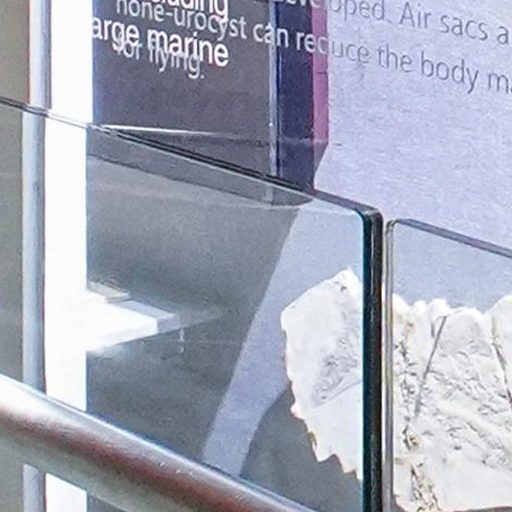 oped. Air sacs a
none-urocyst can reduce the body ma
for flying.
arge marine